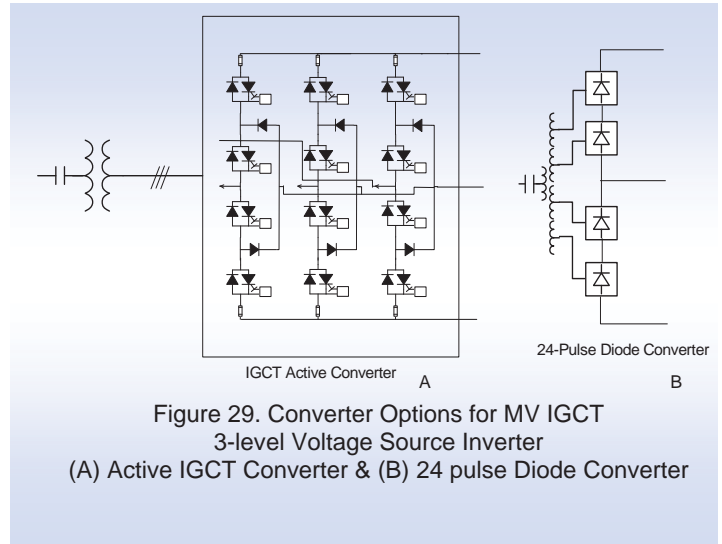 IGCT Active Converter
A
24-Pulse Diode Converter
B
Figure 29. Converter Options for MV IGCT
3-level Voltage Source Inverter
(A) Active IGCT Converter & (B) 24 pulse Diode Converter